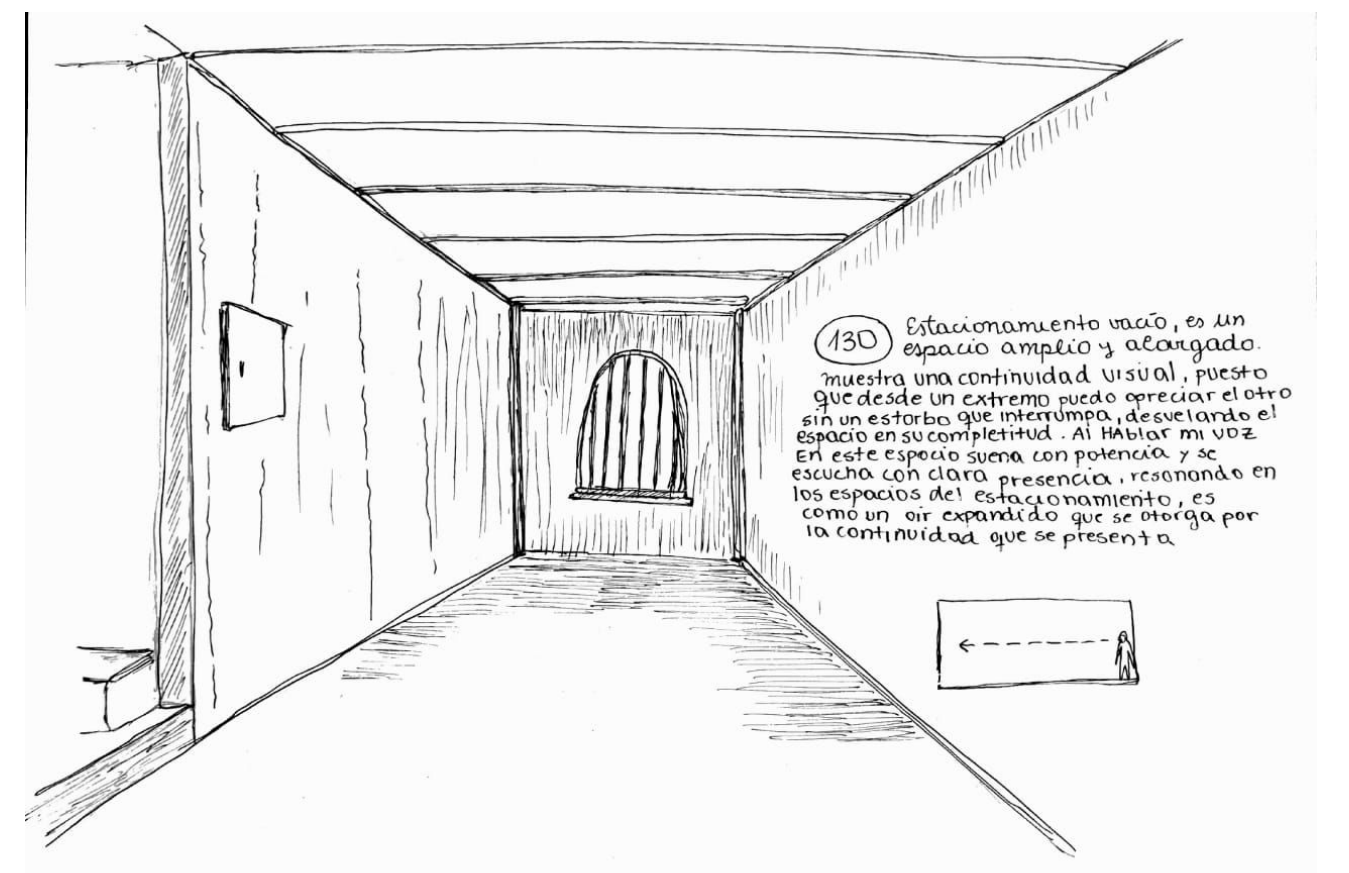 130 Estacionamiento vacío, es un
espacio amplio y alargado.
muestra una continuidad visual, puesto
que desde un extremo puedo apreciar el otro
sin un estorbo que interrumpa, desvelando el
espacio en su completitud. Al HAblar mi voz
En este espacio suena con potencia y se
escucha con clara presencia, resonando en
los espacios del estacionamiento, es
como un oir expandido que se otorga por
la continuidad que se presenta